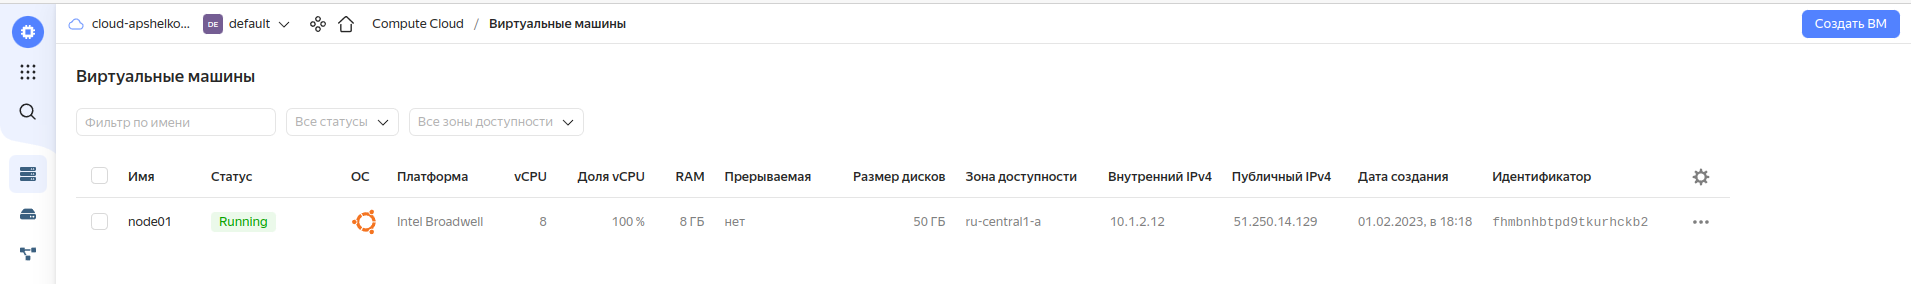 cloud-apshelko... DE default Compute Cloud / Виртуальные машины Создать ВМ
Виртуальные машины
Фильтр по имени Все статусы Все зоны доступности
Имя Статус ОС Платформа vCPU Доля vCPU RAM Прерываемая Размер дисков Зона доступности Внутренний IPv4 Публичный IPv4 Дата создания Идентификатор
node01 Running Intel Broadwell 8 100 % 8 ГБ нет 50 ГБ ru-central1-a 10.1.2.12 51.250.14.129 01.02.2023, в 18:18 fhmbnhbtpd9tkurhckb2